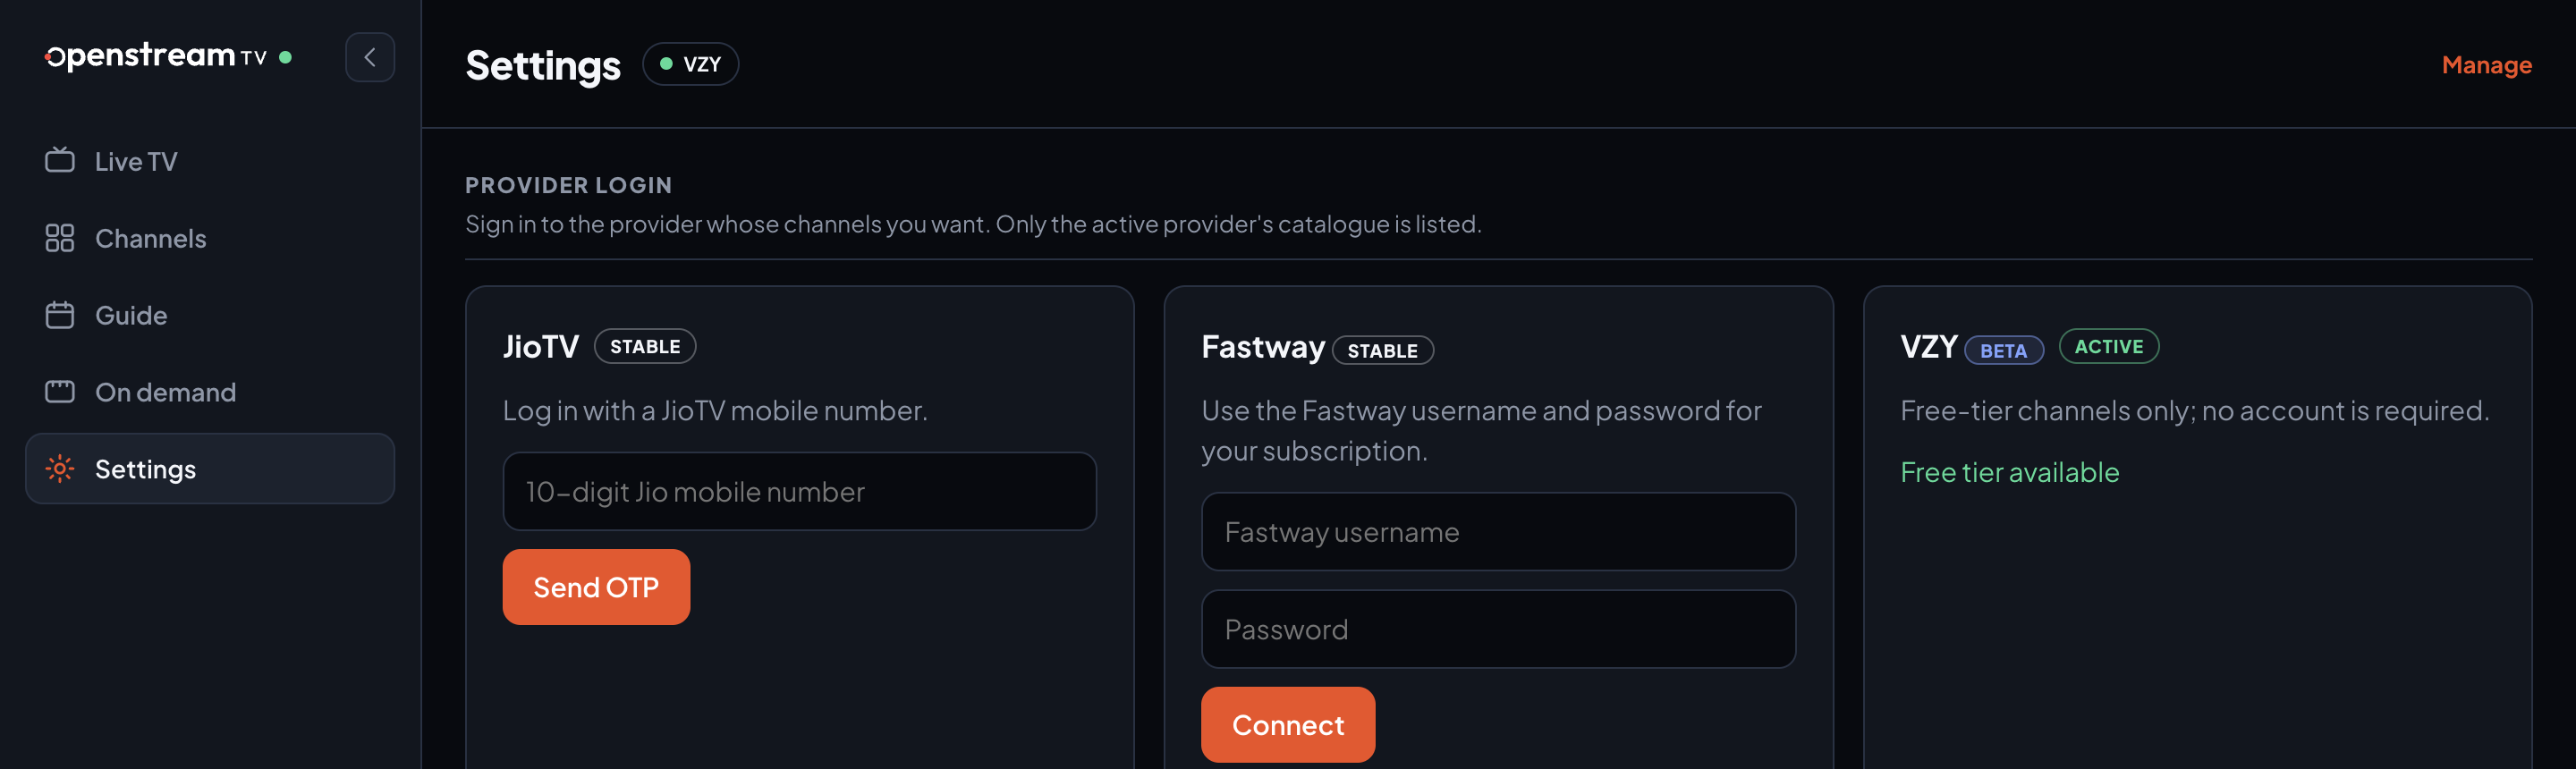 openstream TV
Live TV
Channels
Guide
On demand
Settings
Settings
VZY
Manage
PROVIDER LOGIN
Sign in to the provider whose channels you want. Only the active provider's catalogue is listed.
JioTV STABLE
Log in with a JioTV mobile number.
10-digit Jio mobile number
Send OTP
Fastway STABLE
Use the Fastway username and password for
your subscription.
Fastway username
Password
Connect
VZY BETA ACTIVE
Free-tier channels only; no account is required.
Free tier available